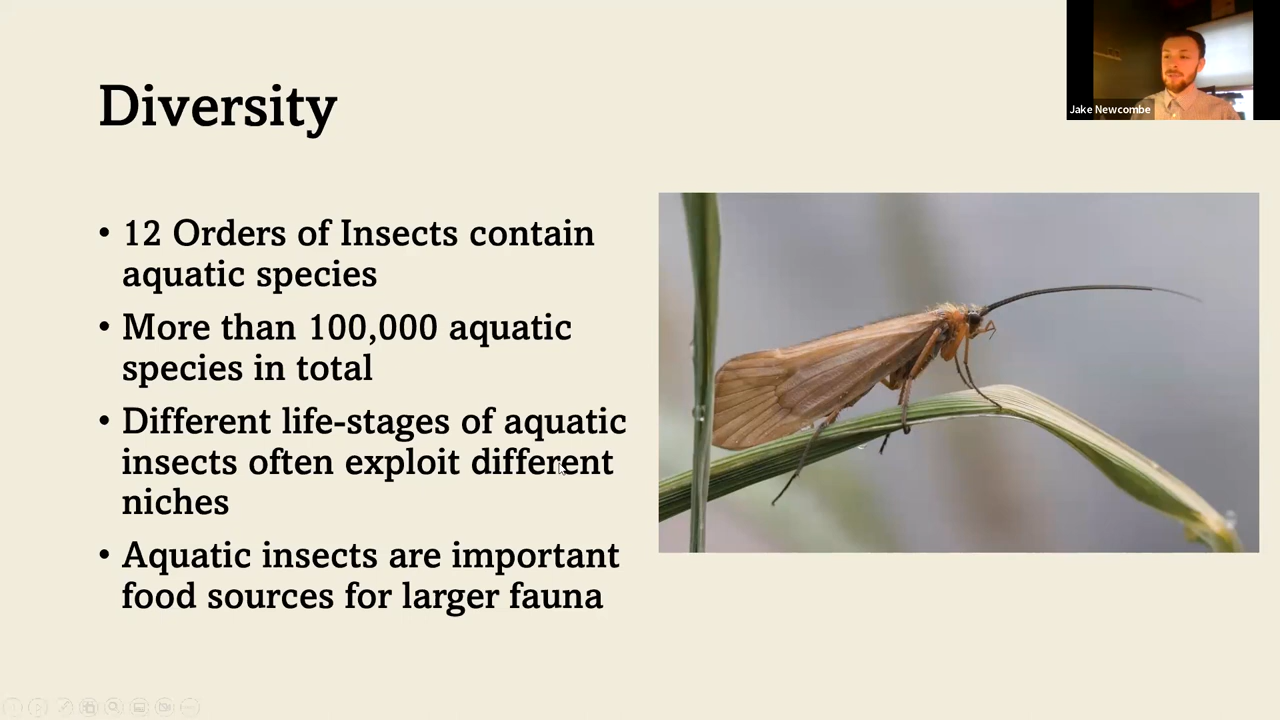 Diversity
Jake Newcombe
• 12 Orders of Insects contain
aquatic species
• More than 100,000 aquatic
species in total
• Different life-stages of aquatic
insects often exploit different
niches
• Aquatic insects are important
food sources for larger fauna